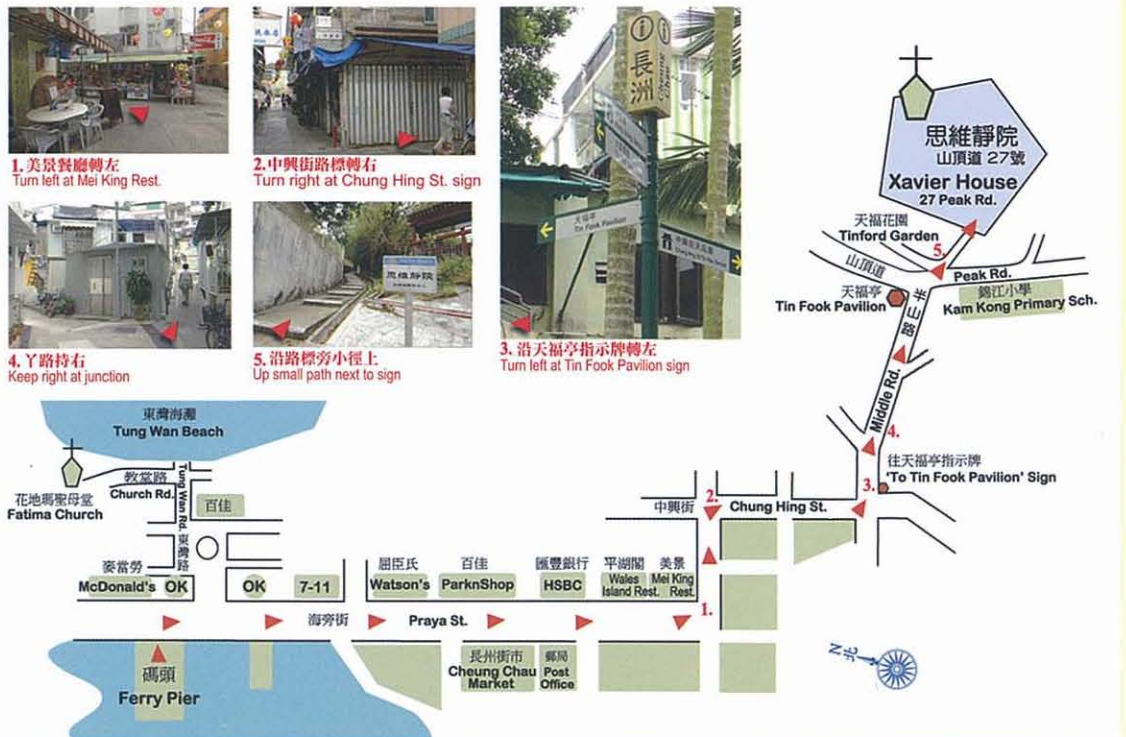 1.美景餐廳轉左
Turn left at Mei King Rest.
2.中興街路標轉右
Turn right at Chung Hing St. sign
長洲
Cheung Chau
天福亭
Tin Fook Pavilion
3. 沿天福亭指示牌轉左
Turn left at Tin Fook Pavilion sign
4.丫路持右
Keep right at junction
思維靜院
5.沿路標旁小徑上
Up small path next to sign
思維靜院
山頂道 27號
Xavier House
27 Peak Rd.
天福花園
Tinford Garden
5.
山頂道
Peak Rd.
天福亭
Tin Fook Pavilion
錦江小學
Kam Kong Primary Sch.
中山路
Middle Rd.
4.
往天福亭指示牌
'To Tin Fook Pavilion' Sign
3.
東灣海灘
Tung Wan Beach
教堂路
Church Rd.
花地瑪聖母堂
Fatima Church
Tung Wan Rd.
東灣路
百佳
中興街
2.
Chung Hing St.
麥當勞
McDonald's
OK
OK
7-11
屈臣氏
Watson's
百佳
ParknShop
匯豐銀行
HSBC
平湖閣
Wales
Island Rest.
美景
Mei King
Rest.
1.
海旁街
Praya St.
碼頭
Ferry Pier
長州街市
Cheung Chau
Market
郵局
Post
Office
N
北